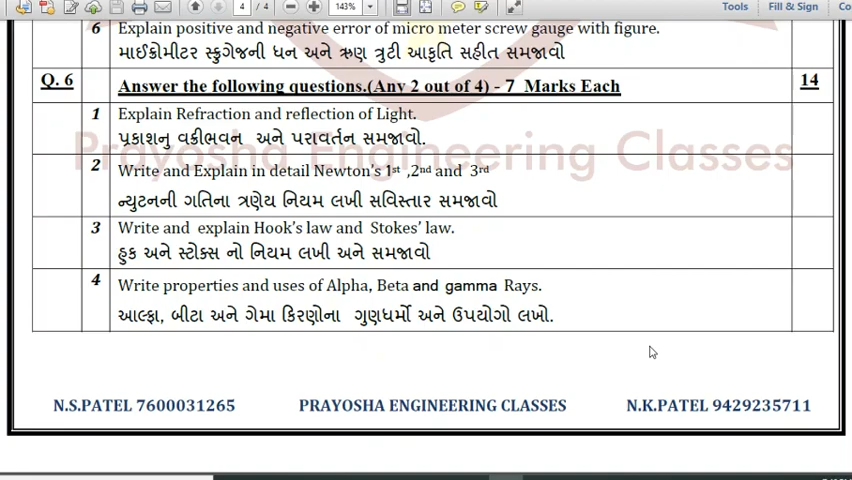 4 / 4
143%
Tools
Fill & Sign
6 Explain positive and negative error of micro meter screw gauge with figure.
માઈક્રોમીટર સ્ક્રુગેજની ધન અને ઋણ ત્રુટી આકૃતિ સહીત સમજાવો
Q. 6 Answer the following questions.(Any 2 out of 4) - 7 Marks Each 14
1 Explain Refraction and reflection of Light.
પ્રકાશનુ વક્રીભવન અને પરાવર્તન સમજાવો.
Prayosha Engineering Classes
2 Write and Explain in detail Newton's 1st ,2nd and 3rd
ન્યુટનની ગતિના ત્રણેય નિયમ લખી સવિસ્તાર સમજાવો
3 Write and explain Hook's law and Stokes' law.
હુક અને સ્ટોક્સ નો નિયમ લખી અને સમજાવો
4 Write properties and uses of Alpha, Beta and gamma Rays.
આલ્ફા, બીટા અને ગેમા કિરણોના ગુણધર્મો અને ઉપયોગો લખો.
N.S.PATEL 7600031265 PRAYOSHA ENGINEERING CLASSES N.K.PATEL 9429235711